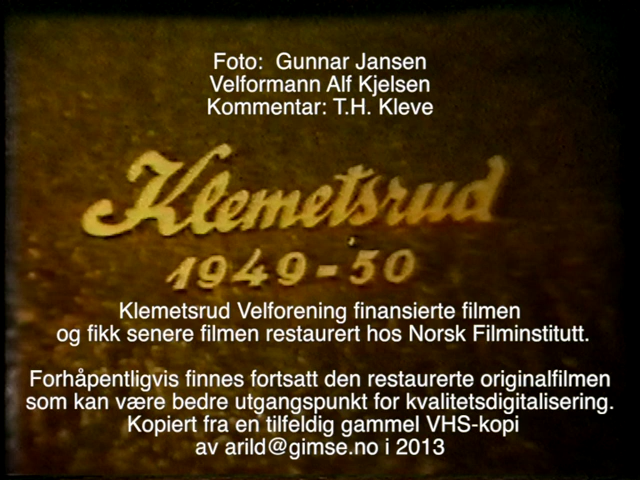 Foto:  Gunnar Jansen
Velformann Alf Kjelsen
Kommentar: T.H. Kleve
Klemetsrud
1949-50
Klemetsrud Velforening finansierte filmen
og fikk senere filmen restaurert hos Norsk Filminstitutt.
Forhåpentligvis finnes fortsatt den restaurerte originalfilmen
som kan være bedre utgangspunkt for kvalitetsdigitalisering.
Kopiert fra en tilfeldig gammel VHS-kopi
av arild@gimse.no i 2013